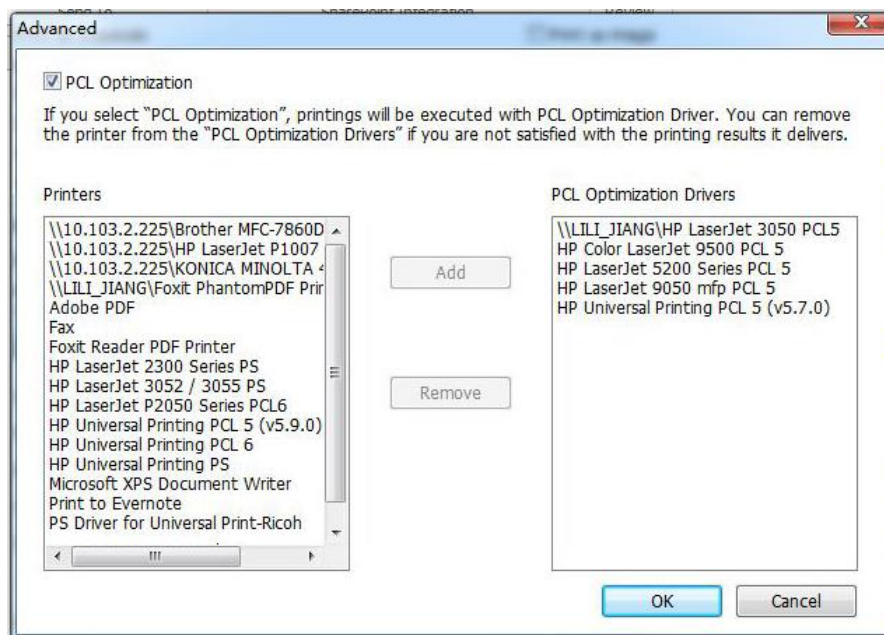 SharePoint Integration
Advanced
Print as image
PCL Optimization
If you select “PCL Optimization”, printings will be executed with PCL Optimization Driver. You can remove
the printer from the “PCL Optimization Drivers” if you are not satisfied with the printing results it delivers.
Printers
\\10.103.2.225\Brother MFC-7860D
\\10.103.2.225\HP LaserJet P1007
\\10.103.2.225\KONICA MINOLTA 4
\\LILI_JIANG\Foxit PhantomPDF Prin
Adobe PDF
Fax
Foxit Reader PDF Printer
HP LaserJet 2300 Series PS
HP LaserJet 3052 / 3055 PS
HP LaserJet P2050 Series PCL6
HP Universal Printing PCL 5 (v5.9.0)
HP Universal Printing PCL 6
HP Universal Printing PS
Microsoft XPS Document Writer
Print to Evernote
PS Driver for Universal Print-Ricoh
Add
Remove
PCL Optimization Drivers
\\LILI_JIANG\HP LaserJet 3050 PCL5
HP Color LaserJet 9500 PCL 5
HP LaserJet 5200 Series PCL 5
HP LaserJet 9050 mfp PCL 5
HP Universal Printing PCL 5 (v5.7.0)
OK
Cancel